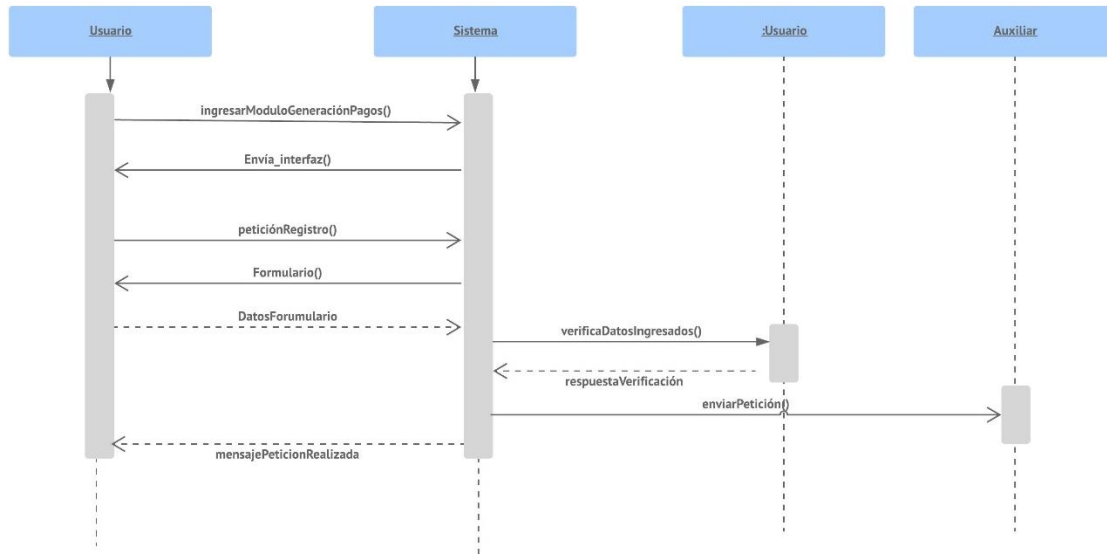 Usuario
Sistema
:Usuario
Auxiliar
ingresarModuloGeneraciónPagos()
Envía_interfaz()
peticiónRegistro()
Formulario()
DatosForumulario
verificaDatosIngresados()
respuestaVerificación
enviarPetición()
mensajePeticionRealizada